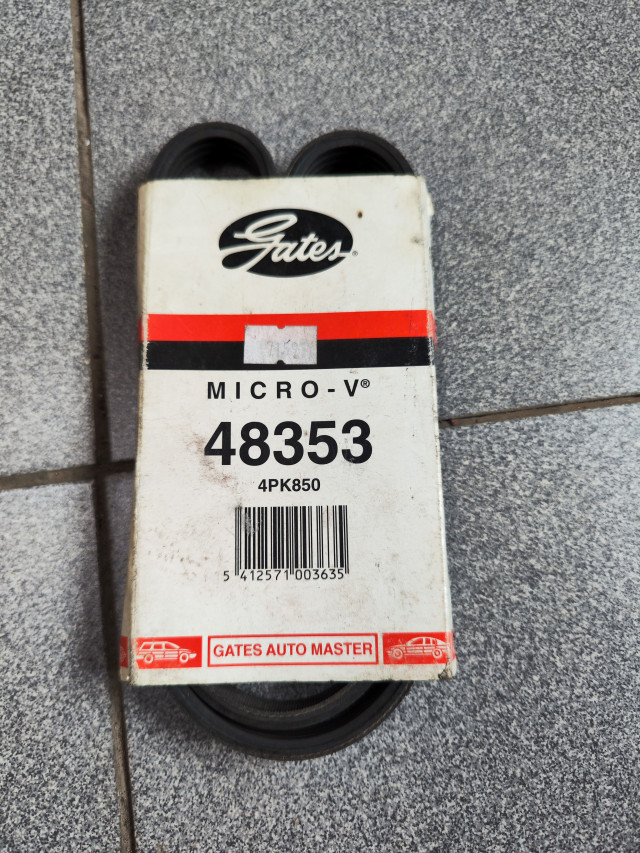 Gates®
MICRO-V®
48353
4PK850
5 412571 003635
GATES AUTO MASTER